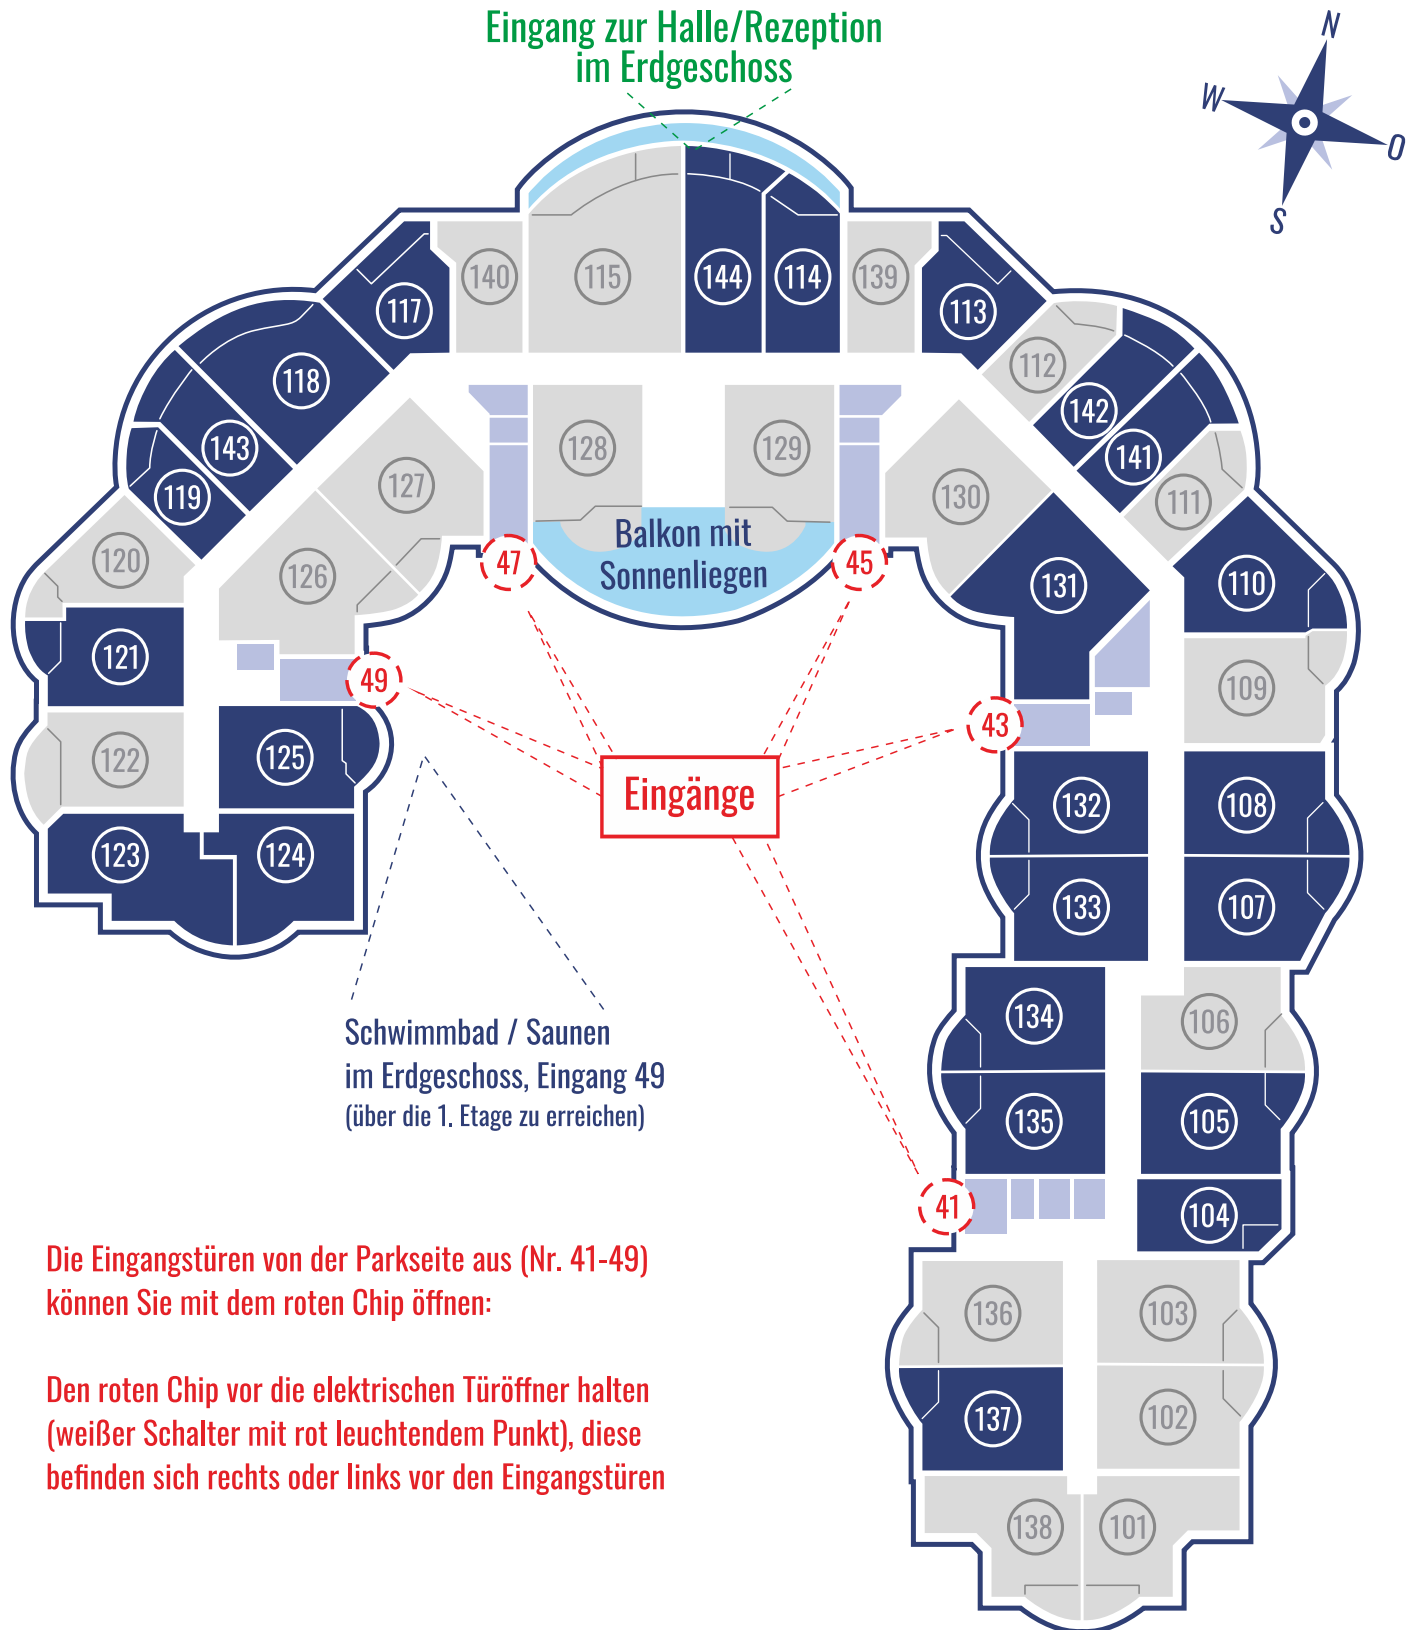 Eingang zur Halle/Rezeption
im Erdgeschoss
N
W
O
S
140
115
144
114
139
117
113
118
112
142
143
141
119
111
128
129
127
130
120
126
131
110
Balkon mit
Sonnenliegen
47
45
121
49
43
109
122
125
132
108
Eingänge
123
124
133
107
134
106
Schwimmbad / Saunen
im Erdgeschoss, Eingang 49
(über die 1. Etage zu erreichen)
135
105
41
104
Die Eingangstüren von der Parkseite aus (Nr. 41-49)
können Sie mit dem roten Chip öffnen:
136
103
Den roten Chip vor die elektrischen Türöffner halten
(weißer Schalter mit rot leuchtendem Punkt), diese
befinden sich rechts oder links vor den Eingangstüren
137
102
138
101